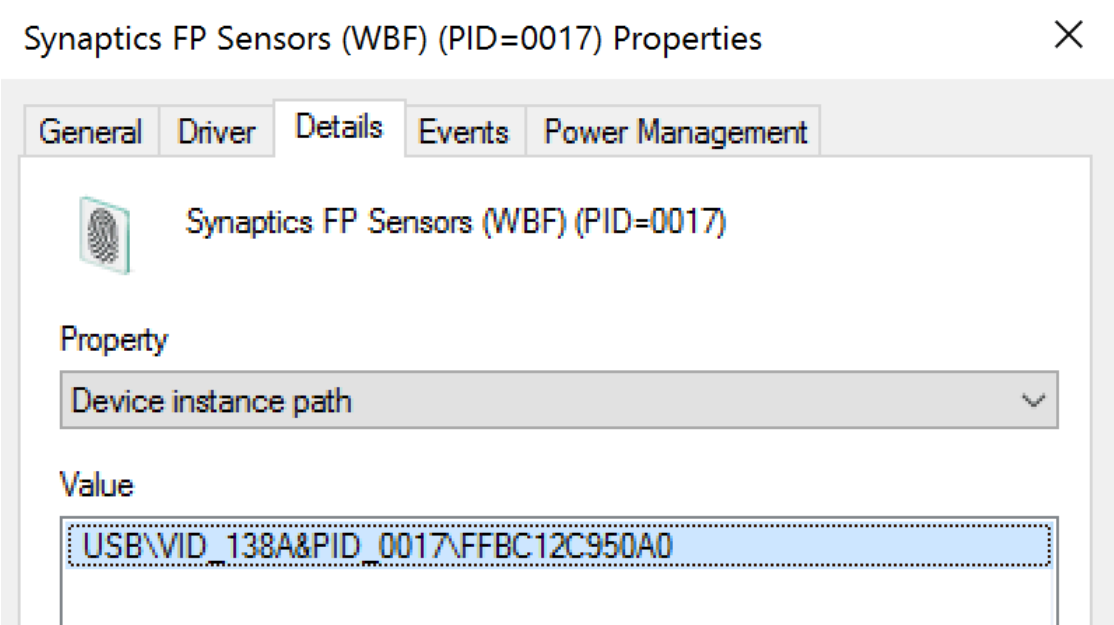 Synaptics FP Sensors (WBF) (PID=0017) Properties
General Driver Details Events Power Management
Synaptics FP Sensors (WBF) (PID=0017)
Property
Device instance path
Value
USB\VID_138A&PID_0017\FFBC12C950A0